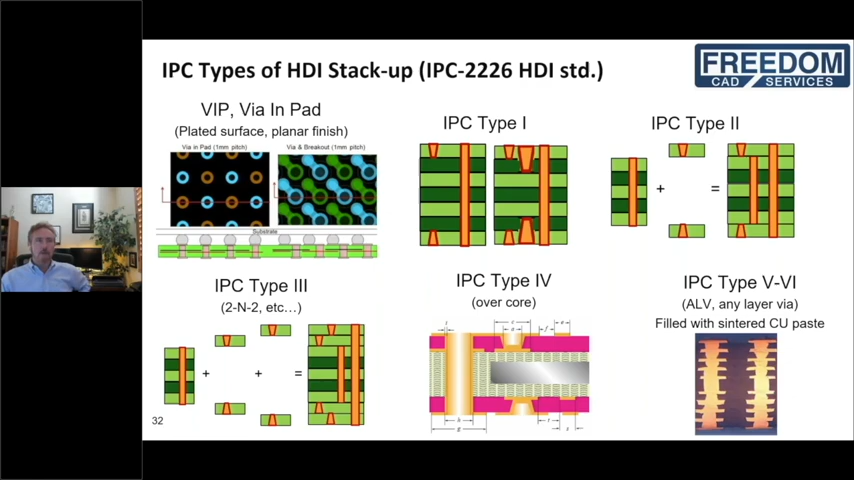 IPC Types of HDI Stack-up (IPC-2226 HDI std.)
FREEDOM
CAD SERVICES
VIP, Via In Pad
(Plated surface, planar finish)
Via in Pad (1mm pitch)
Via & Breakout (1mm pitch)
Substrate
IPC Type I
IPC Type II
+
=
IPC Type III
(2-N-2, etc...)
+
+
=
IPC Type IV
(over core)
IPC Type V-VI
(ALV, any layer via)
Filled with sintered CU paste
32